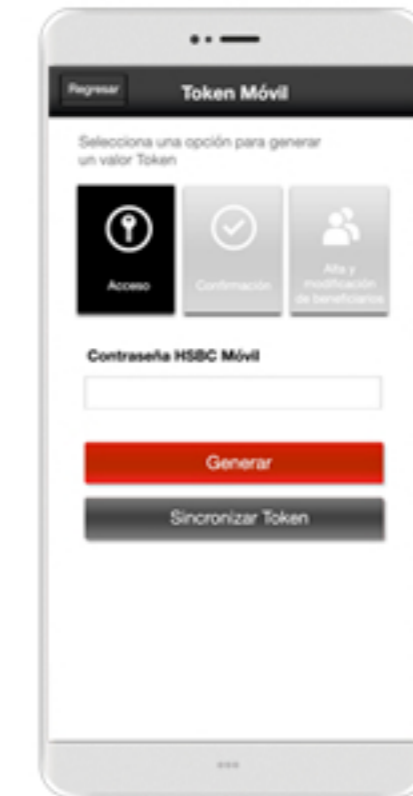 Regresar
Token Móvil
Selecciona una opción para generar
un valor Token
Acceso
Confirmación
Alta y
modificación
de beneficiarios
Contraseña HSBC Móvil
Generar
Sincronizar Token